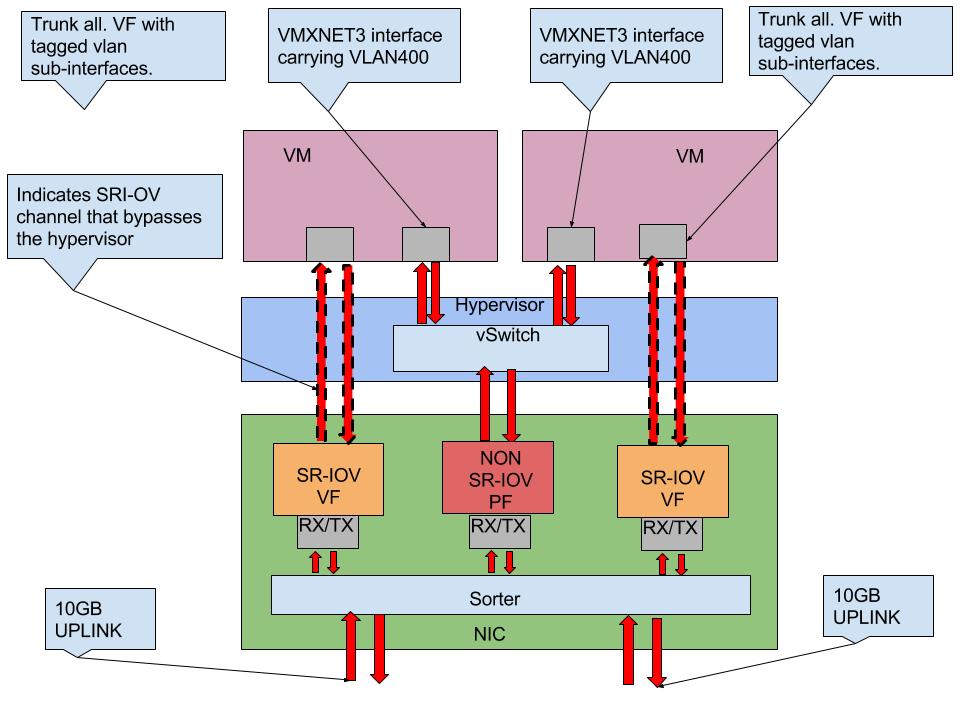 Trunk all. VF with
tagged vlan
sub-interfaces.
VMXNET3 interface
carrying VLAN400
VMXNET3 interface
carrying VLAN400
Trunk all. VF with
tagged vlan
sub-interfaces.
VM
VM
Indicates SRI-OV
channel that bypasses
the hypervisor
Hypervisor
vSwitch
SR-IOV
VF
NON
SR-IOV
PF
SR-IOV
VF
RX/TX
RX/TX
RX/TX
Sorter
NIC
10GB
UPLINK
10GB
UPLINK